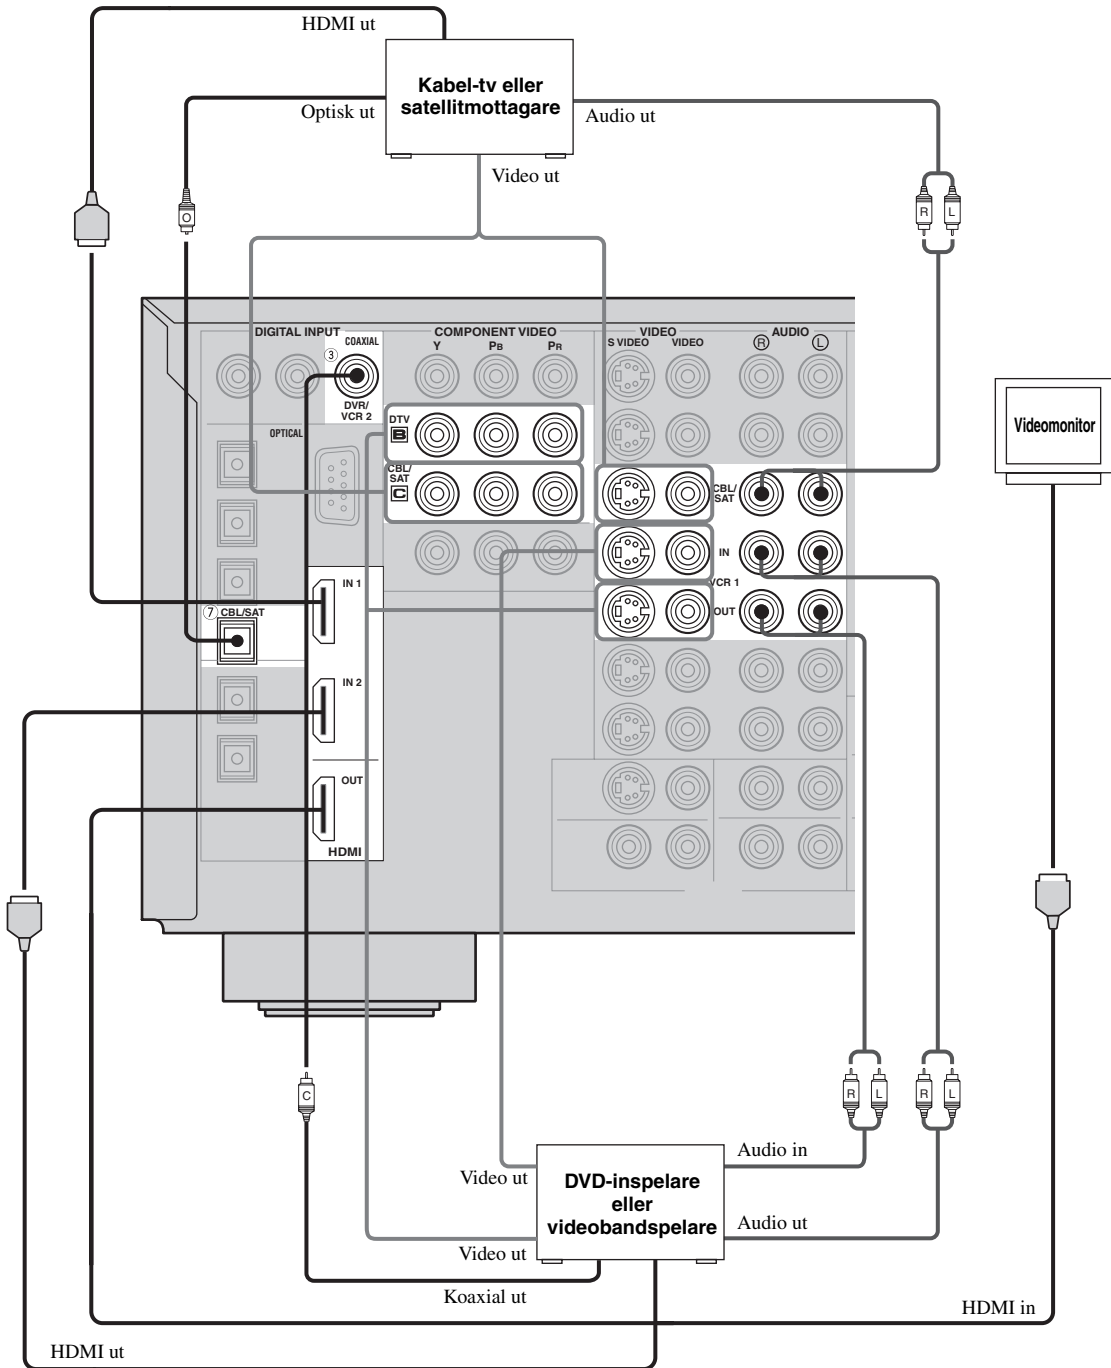 HDMI ut
Kabel-tv eller
satellitmottagare
Optisk ut
Audio ut
Video ut
O
R L
DIGITAL INPUT
COMPONENT VIDEO
VIDEO
AUDIO
COAXIAL
Y PB PR
S VIDEO VIDEO
R L
3
DVR/
VCR 2
DTV
B
OPTICAL
CBL/
SAT
C
CBL/
SAT
Videomonitor
IN
VCR 1
OUT
IN 1
7 CBL/SAT
IN 2
OUT
HDMI
C
R L
R L
Audio in
Video ut
DVD-inspelare
eller
videobandspelare
Audio ut
Video ut
Koaxial ut
HDMI in
HDMI ut